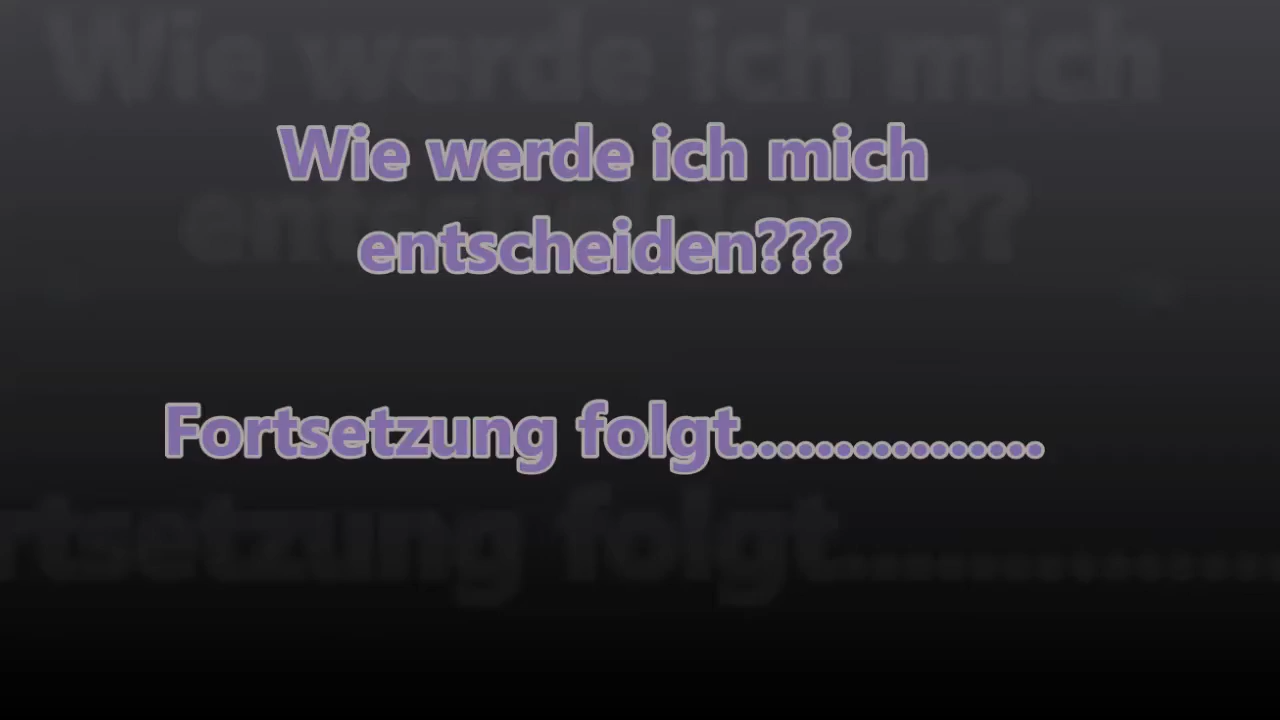 Wie werde ich mich
entscheiden???
Fortsetzung folgt................